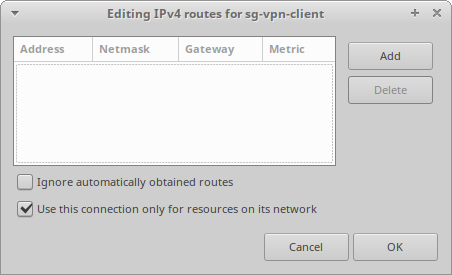 Editing IPv4 routes for sg-vpn-client
Address Netmask Gateway Metric
Add
Delete
Ignore automatically obtained routes
Use this connection only for resources on its network
Cancel OK